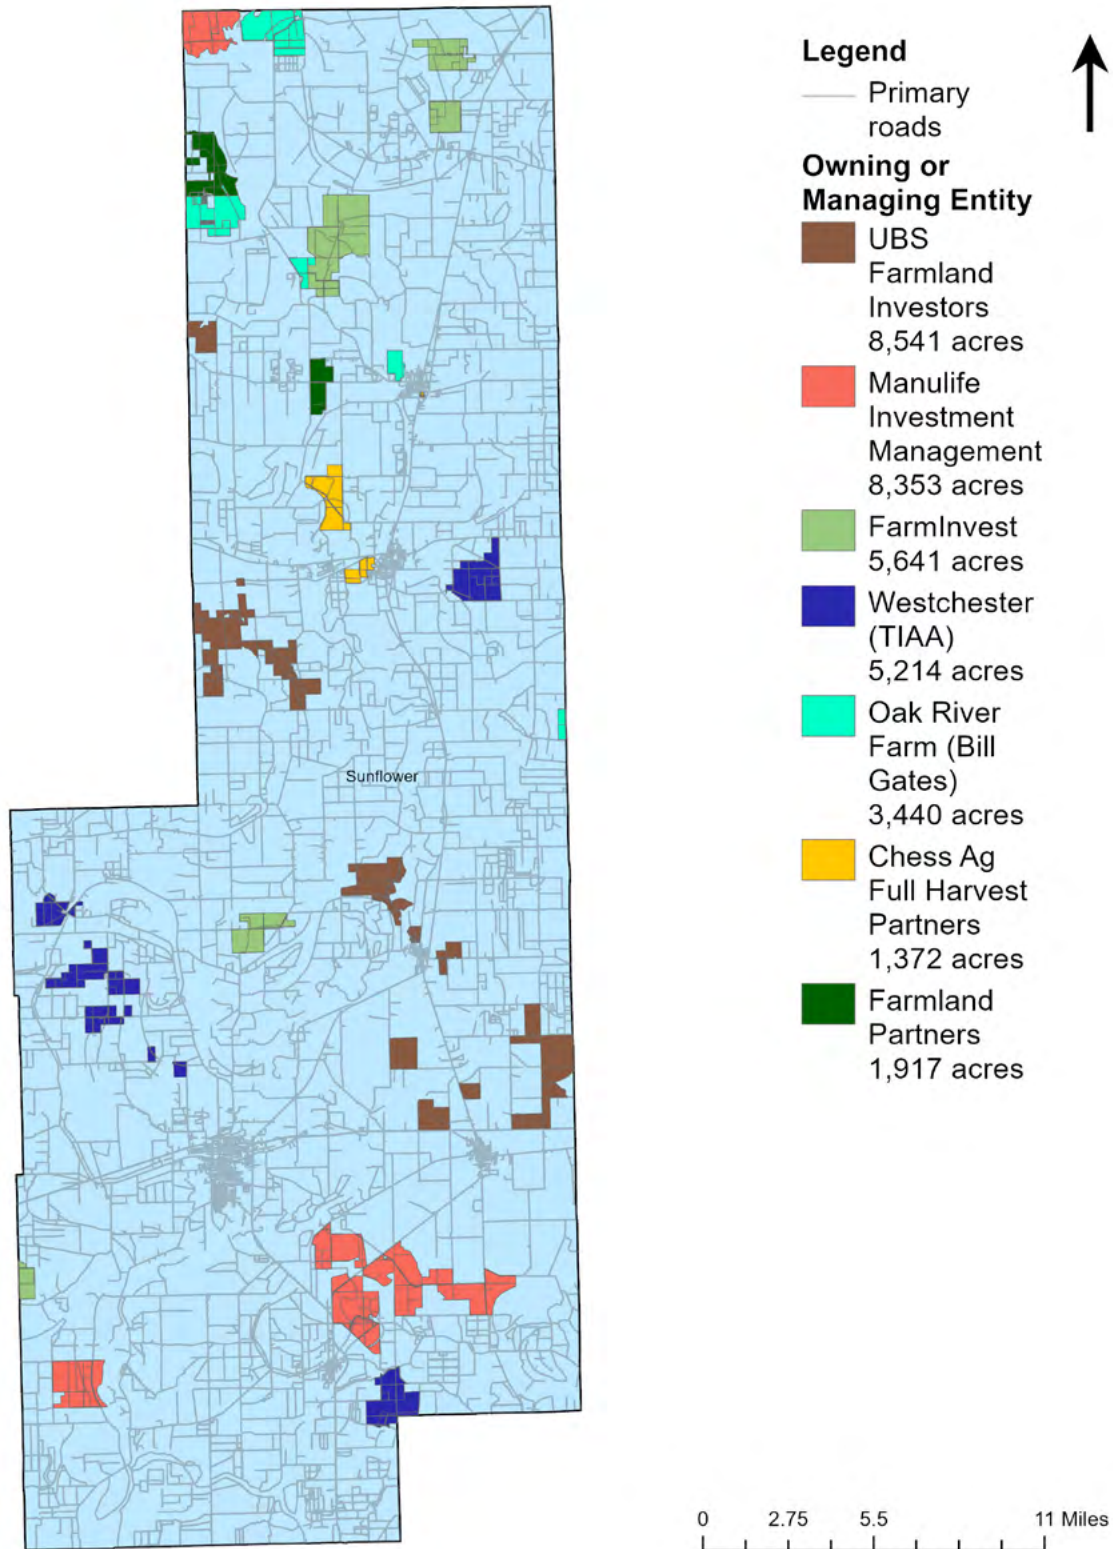 Legend
Primary
roads
Owning or
Managing Entity
UBS
Farmland
Investors
8,541 acres
Manulife
Investment
Management
8,353 acres
FarmInvest
5,641 acres
Westchester
(TIAA)
5,214 acres
Oak River
Farm (Bill
Gates)
3,440 acres
Chess Ag
Full Harvest
Partners
1,372 acres
Farmland
Partners
1,917 acres
Sunflower
0 2.75 5.5 11 Miles